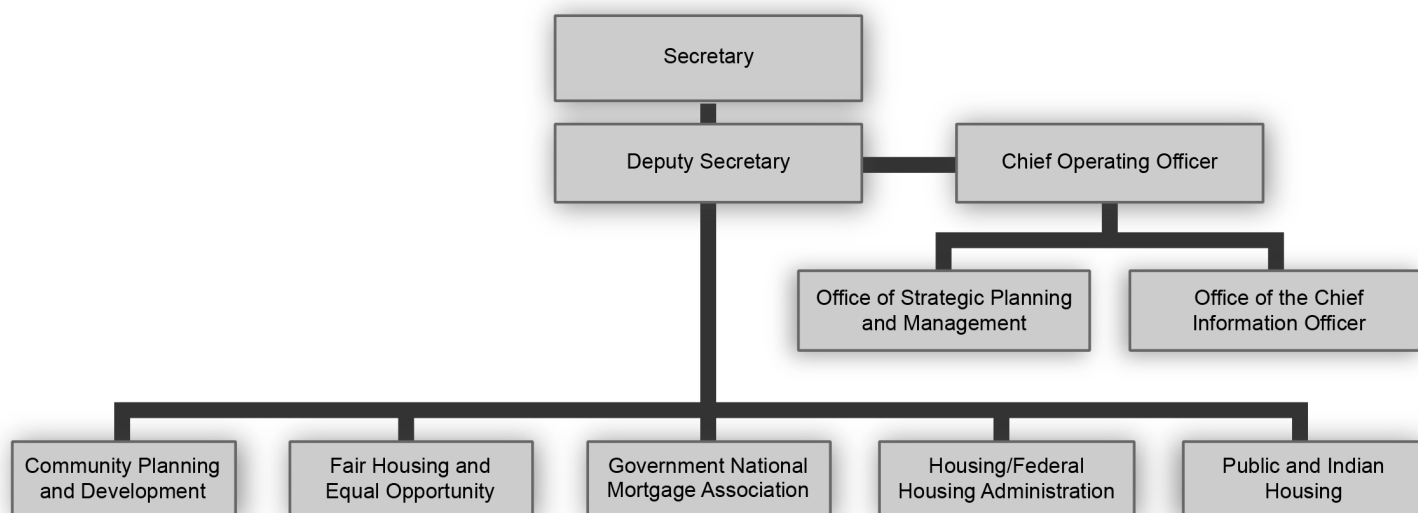 Secretary
Deputy Secretary
Chief Operating Officer
Office of Strategic Planning
and Management
Office of the Chief
Information Officer
Community Planning
and Development
Fair Housing and
Equal Opportunity
Government National
Mortgage Association
Housing/Federal
Housing Administration
Public and Indian
Housing